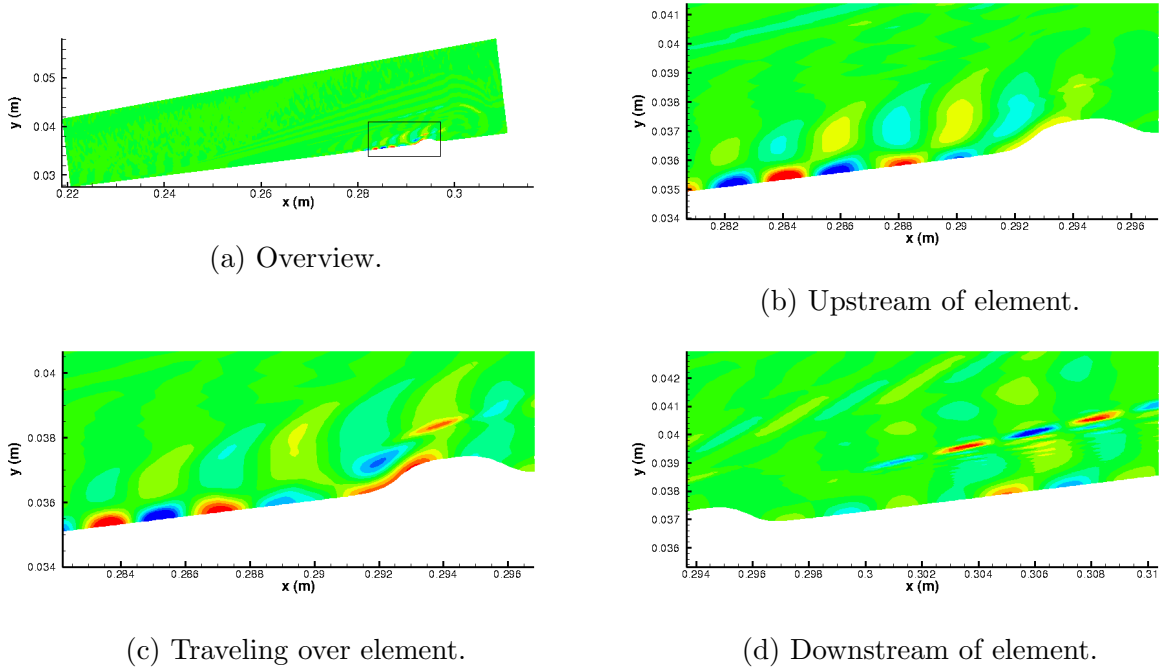 y (m)
0.05
0.04
0.03
0.22 0.24 0.26 0.28 0.3
x (m)
(a) Overview.
y (m)
0.041
0.04
0.039
0.038
0.037
0.036
0.035
0.034
0.282 0.284 0.286 0.288 0.29 0.292 0.294 0.296
x (m)
(b) Upstream of element.
y (m)
0.04
0.038
0.036
0.034
0.284 0.286 0.288 0.29 0.292 0.294 0.296
x (m)
(c) Traveling over element.
y (m)
0.042
0.041
0.04
0.039
0.038
0.037
0.036
0.294 0.296 0.298 0.3 0.302 0.304 0.306 0.308 0.31
x (m)
(d) Downstream of element.